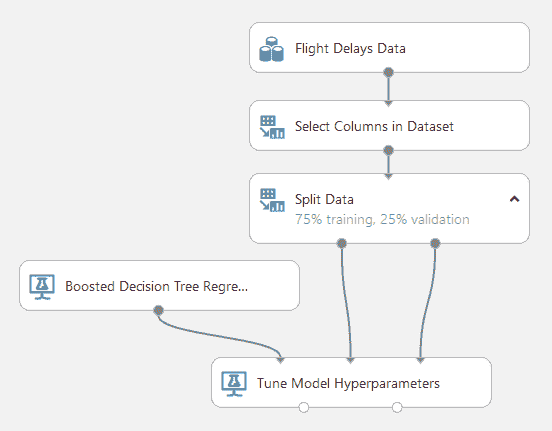 Flight Delays Data
Select Columns in Dataset
Split Data
75% training, 25% validation
Boosted Decision Tree Regre...
Tune Model Hyperparameters